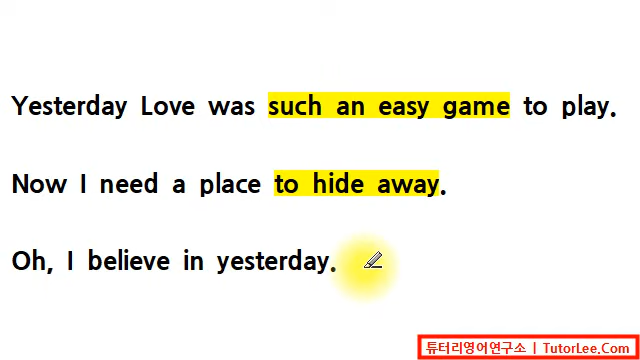 Yesterday Love was such an easy game to play.
Now I need a place to hide away.
Oh, I believe in yesterday.
튜터리영어연구소 | TutorLee.Com